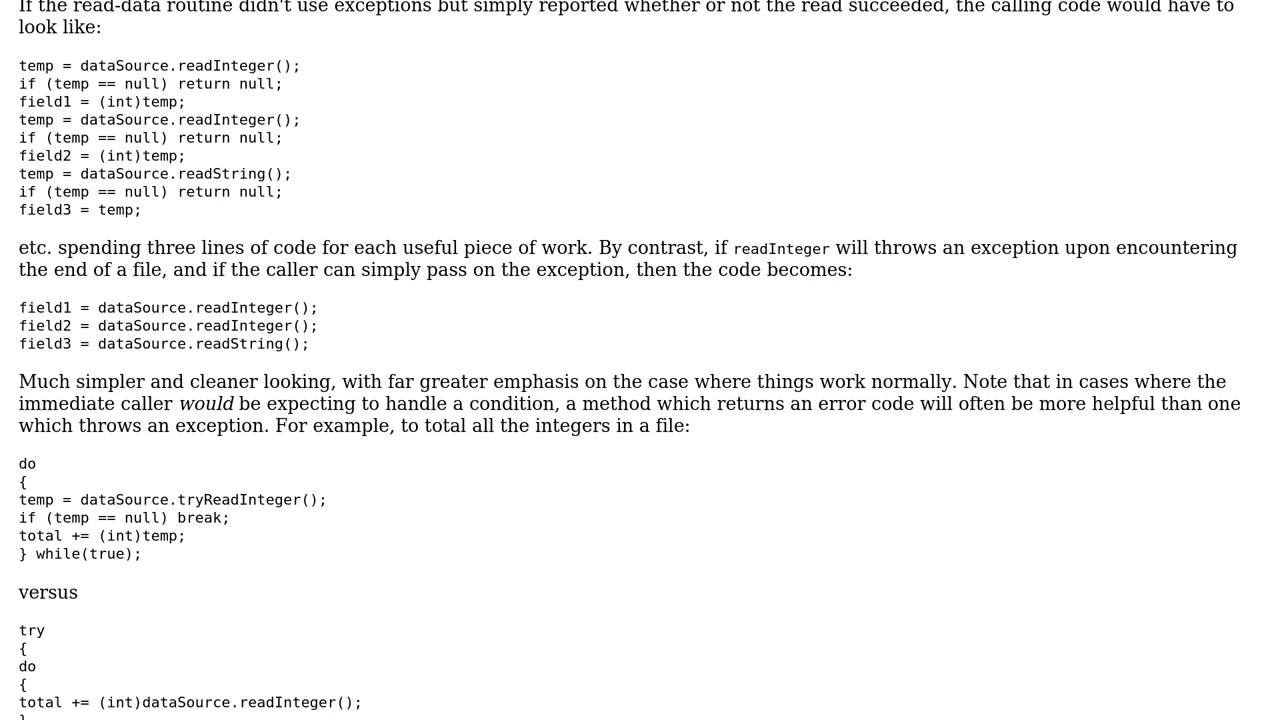 If the read-data routine didn't use exceptions but simply reported whether or not the read succeeded, the calling code would have to
look like:
temp = dataSource.readInteger();
if (temp == null) return null;
field1 = (int)temp;
temp = dataSource.readInteger();
if (temp == null) return null;
field2 = (int)temp;
temp = dataSource.readString();
if (temp == null) return null;
field3 = temp;
etc. spending three lines of code for each useful piece of work. By contrast, if readInteger will throws an exception upon encountering
the end of a file, and if the caller can simply pass on the exception, then the code becomes:
field1 = dataSource.readInteger();
field2 = dataSource.readInteger();
field3 = dataSource.readString();
Much simpler and cleaner looking, with far greater emphasis on the case where things work normally. Note that in cases where the
immediate caller would be expecting to handle a condition, a method which returns an error code will often be more helpful than one
which throws an exception. For example, to total all the integers in a file:
do
{
temp = dataSource.tryReadInteger();
if (temp == null) break;
total += (int)temp;
} while(true);
versus
try
{
do
{
total += (int)dataSource.readInteger();
}